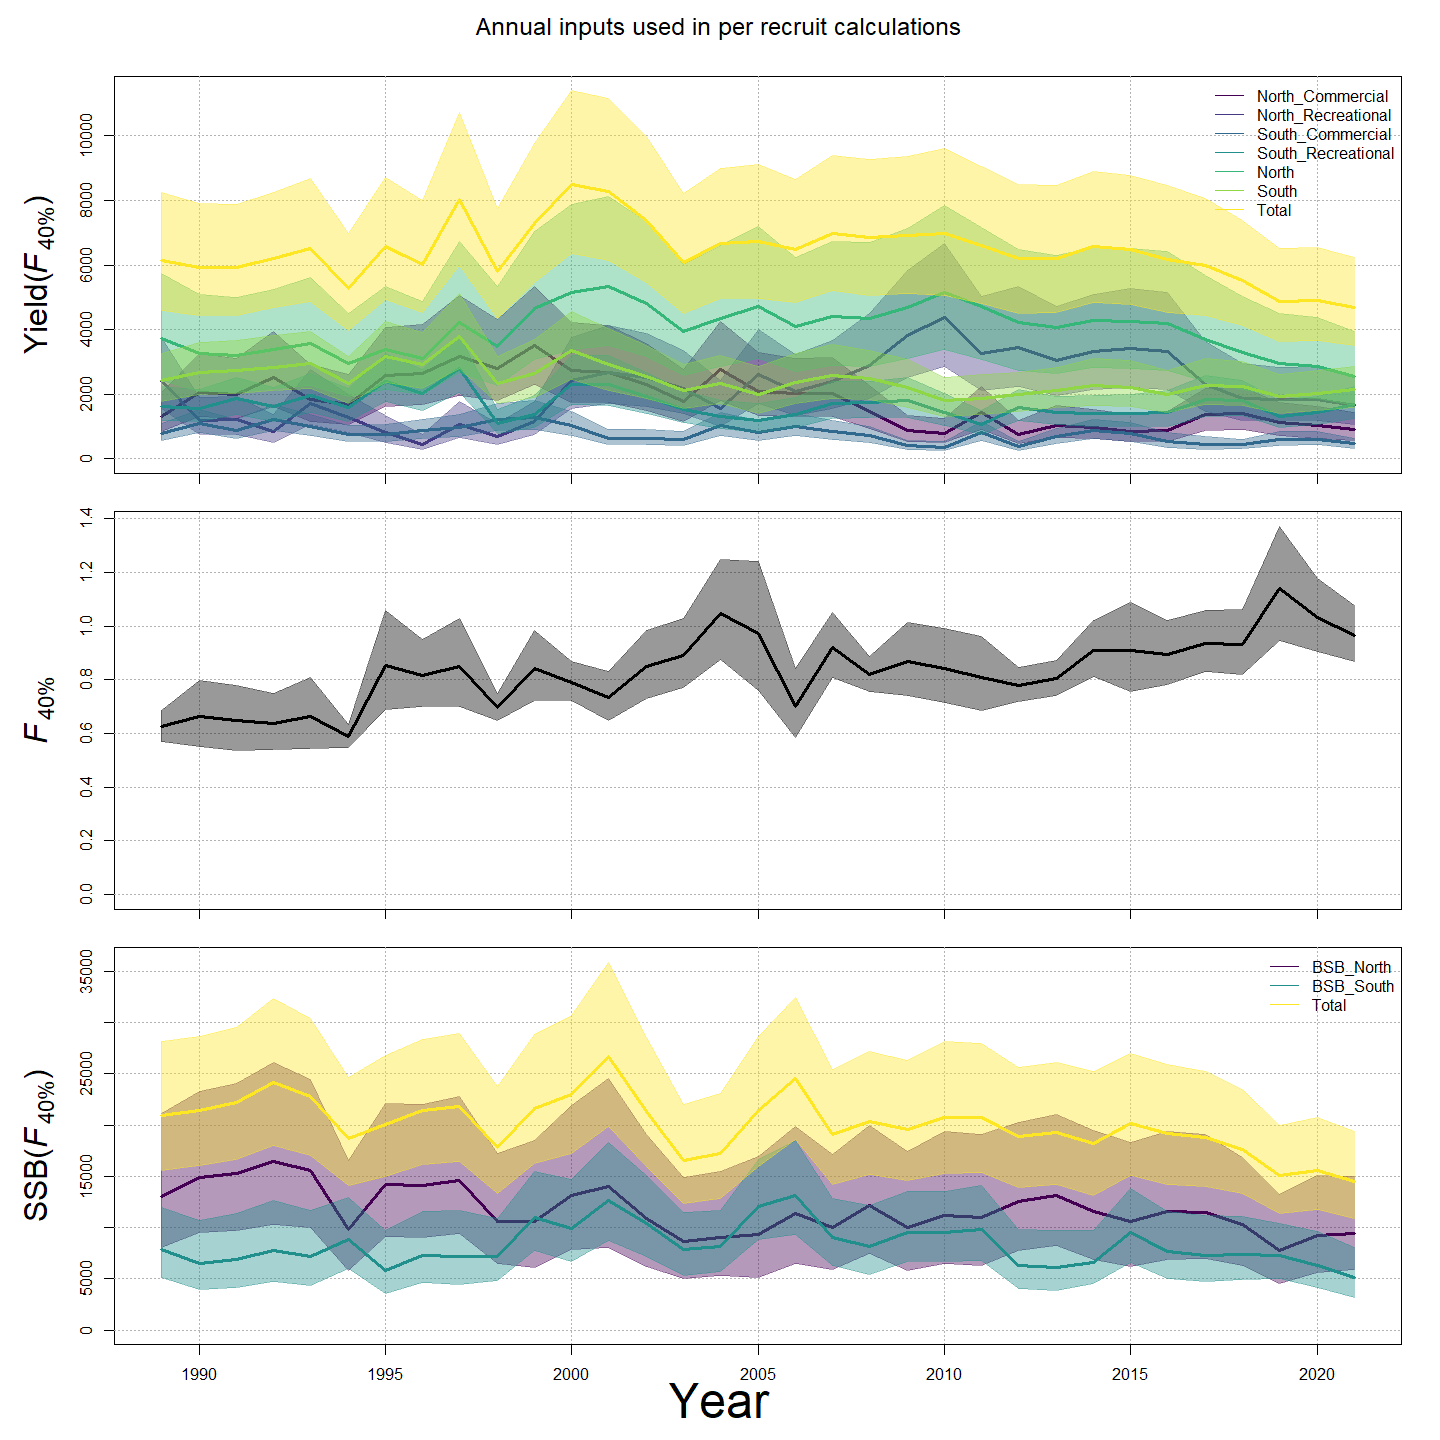 Annual inputs used in per recruit calculations
Yield(F40%)
10000
8000
6000
4000
2000
0
North_Commercial
North_Recreational
South_Commercial
South_Recreational
North
South
Total
F40%
1.4
1.2
1.0
0.8
0.6
0.4
0.2
0.0
SSB(F40%)
35000
25000
15000
5000
0
BSB_North
BSB_South
Total
1990 1995 2000 2005 2010 2015 2020
Year